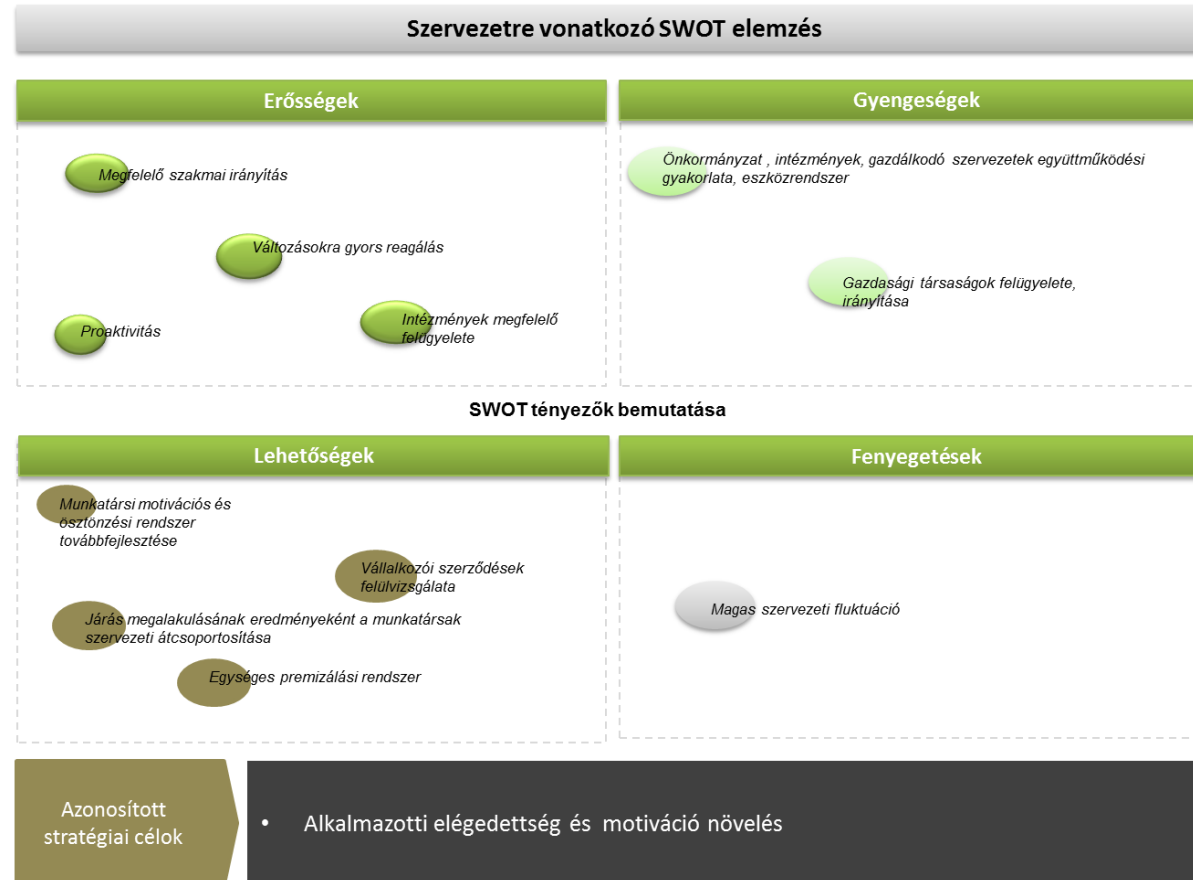 Szervezetre vonatkozó SWOT elemzés
Erősségek
Megfelelő szakmai irányítás
Változásokra gyors reagálás
Proaktivitás
Intézmények megfelelő
felügyelete
Gyengeségek
Önkormányzat , intézmények, gazdálkodó szervezetek együttműködési
gyakorlata, eszközrendszer
Gazdasági társaságok felügyelete,
irányítása
SWOT tényezők bemutatása
Lehetőségek
Munkatársi motivációs és
ösztönzési rendszer
továbbfejlesztése
Vállalkozói szerződések
felülvizsgálata
Járás megalakulásának eredményeként a munkatársak
szervezeti átcsoportosítása
Egységes premizálási rendszer
Fenyegetések
Magas szervezeti fluktuáció
Azonosított
stratégiai célok
• Alkalmazotti elégedettség és motiváció növelés